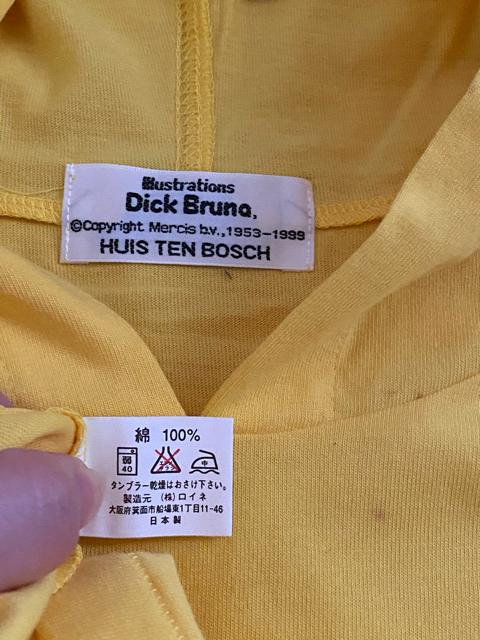 Illustrations
Dick Bruna,
©Copyright Mercis b.v.,1953-1999
HUIS TEN BOSCH
綿 100%
40
中
タンブラー乾燥はおさけ下さい。
製造元 (株)ロイネ
大阪府箕面市船場東1丁目11-46
日本製